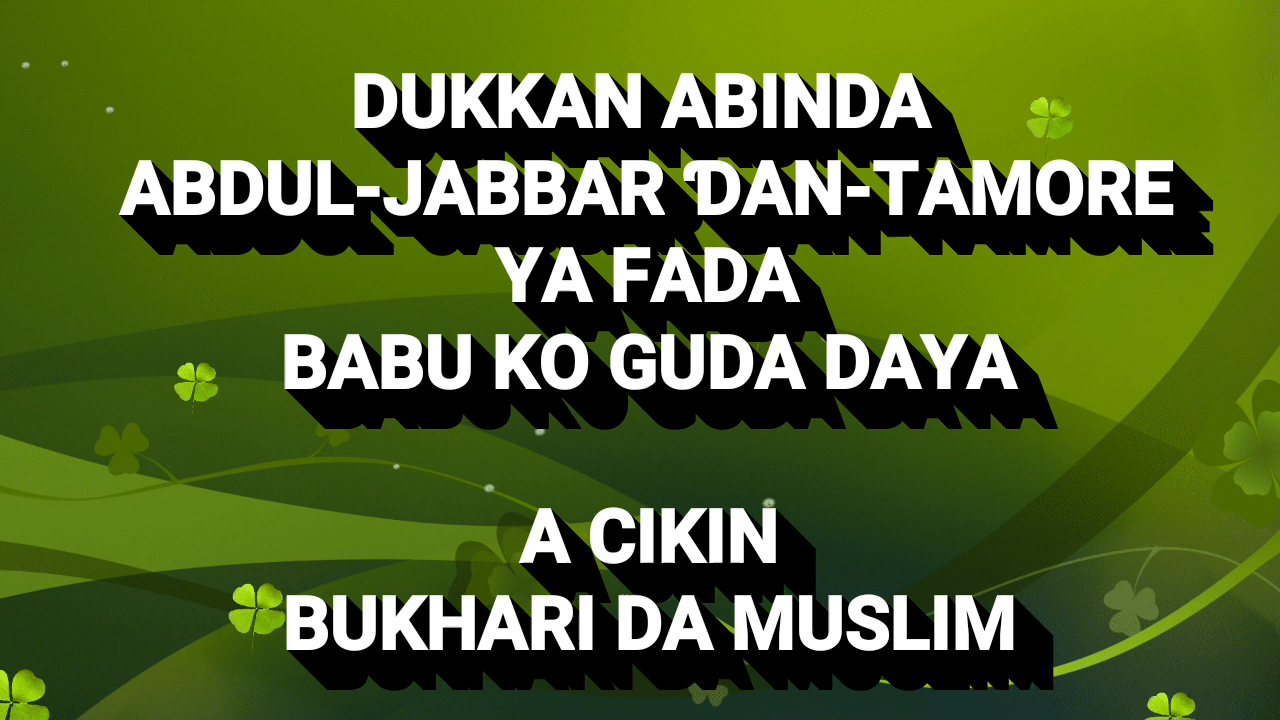 DUKKAN ABINDA
ABDUL-JABBAR ƊAN-TAMORE
YA FADA
BABU KO GUDA DAYA
A CIKIN
BUKHARI DA MUSLIM